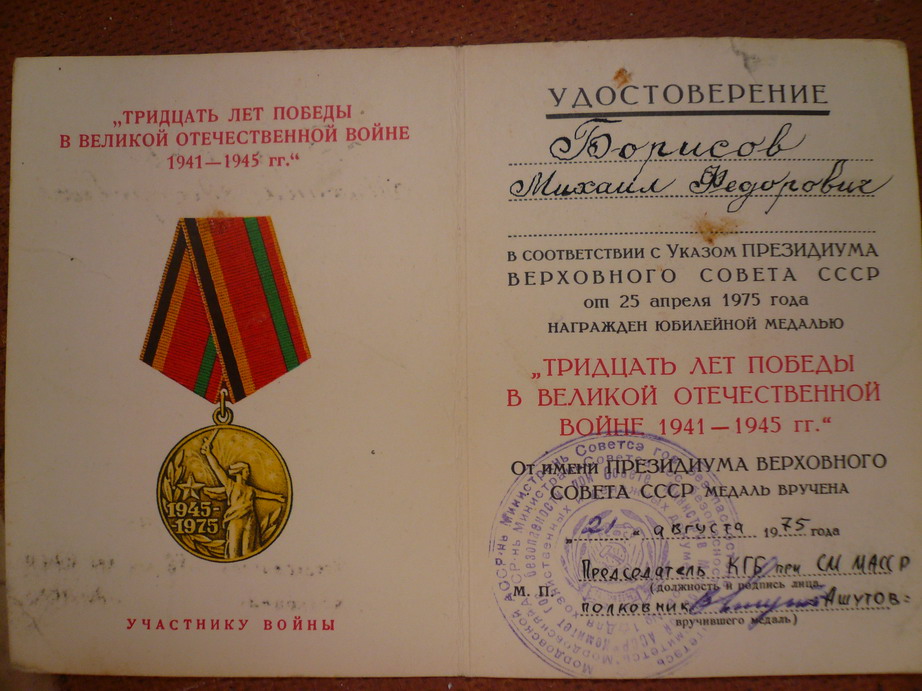 „ТРИДЦАТЬ ЛЕТ ПОБЕДЫ
В ВЕЛИКОЙ ОТЕЧЕСТВЕННОЙ ВОЙНЕ
1941—1945 гг.“
1945-
1975
УЧАСТНИКУ ВОЙНЫ
УДОСТОВЕРЕНИЕ
Борисов
Михаил Федорович
В СООТВЕТСТВИИ С УКАЗОМ ПРЕЗИДИУМА
ВЕРХОВНОГО СОВЕТА СССР
от 25 апреля 1975 года
НАГРАЖДЕН ЮБИЛЕЙНОЙ МЕДАЛЬЮ
„ТРИДЦАТЬ ЛЕТ ПОБЕДЫ
В ВЕЛИКОЙ ОТЕЧЕСТВЕННОЙ
ВОЙНЕ 1941—1945 гг.“
ОТ ИМЕНИ ПРЕЗИДИУМА ВЕРХОВНОГО
СОВЕТА СССР МЕДАЛЬ ВРУЧЕНА
„21“ августа 1975 года
Председатель КГБ при СМ МАССР
М. П. (должность и подпись лица,
полковник Ашутов
вручившего медаль)